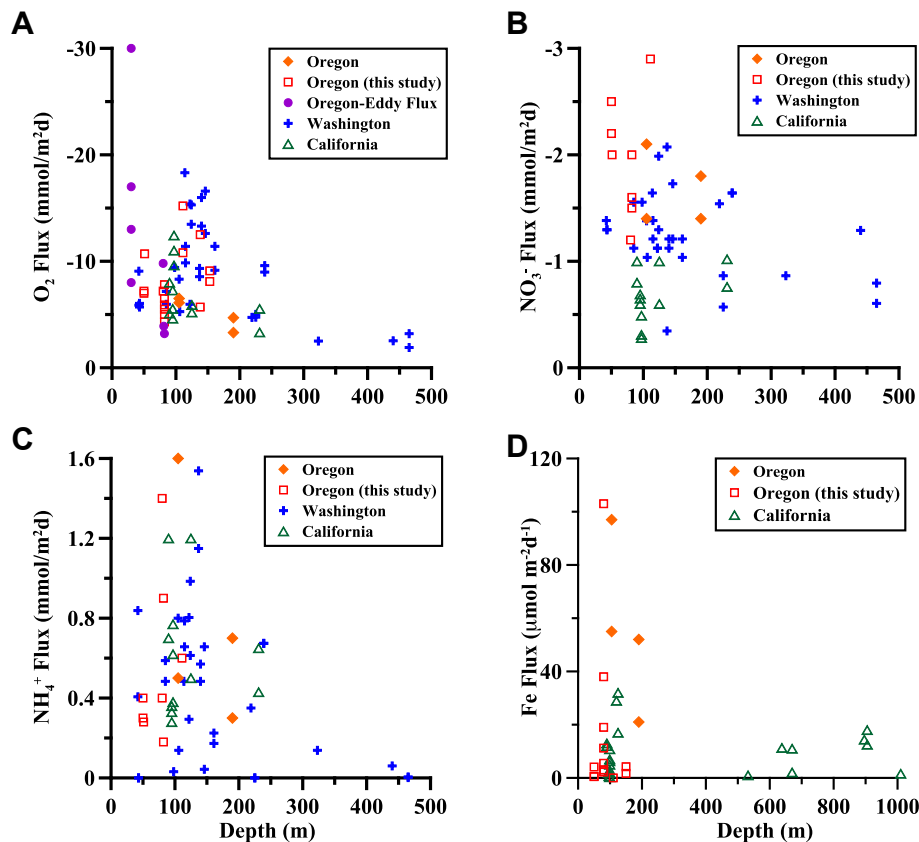 A
O₂ Flux (mmol/m²d)
-30
-20
-10
0
0 100 200 300 400 500
Oregon
Oregon (this study)
Oregon-Eddy Flux
Washington
California
B
NO₃⁻ Flux (mmol/m²d)
-3
-2
-1
0
0 100 200 300 400 500
Oregon
Oregon (this study)
Washington
California
C
NH₄⁺ Flux (mmol/m²d)
1.6
1.2
0.8
0.4
0
0 100 200 300 400 500
Depth (m)
Oregon
Oregon (this study)
Washington
California
D
Fe Flux (µmol m⁻²d⁻¹)
120
80
40
0
0 200 400 600 800 1000
Depth (m)
Oregon
Oregon (this study)
California